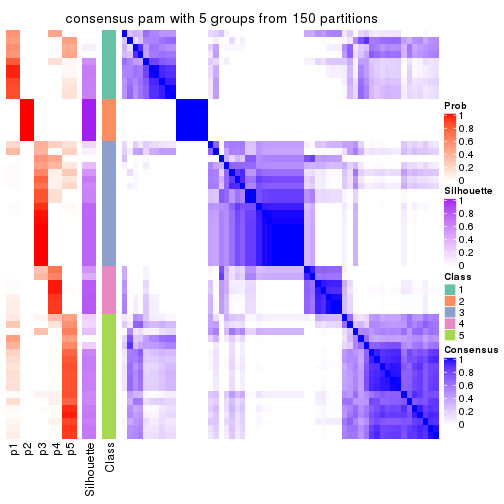 consensus pam with 5 groups from 150 partitions
Prob
1
0.8
0.6
0.4
0.2
0
Silhouette
1
0.8
0.6
0.4
0.2
0
Class
1
2
3
4
5
Consensus
1
0.8
0.6
0.4
0.2
0
p1
p2
p3
p4
p5
Silhouette
Class